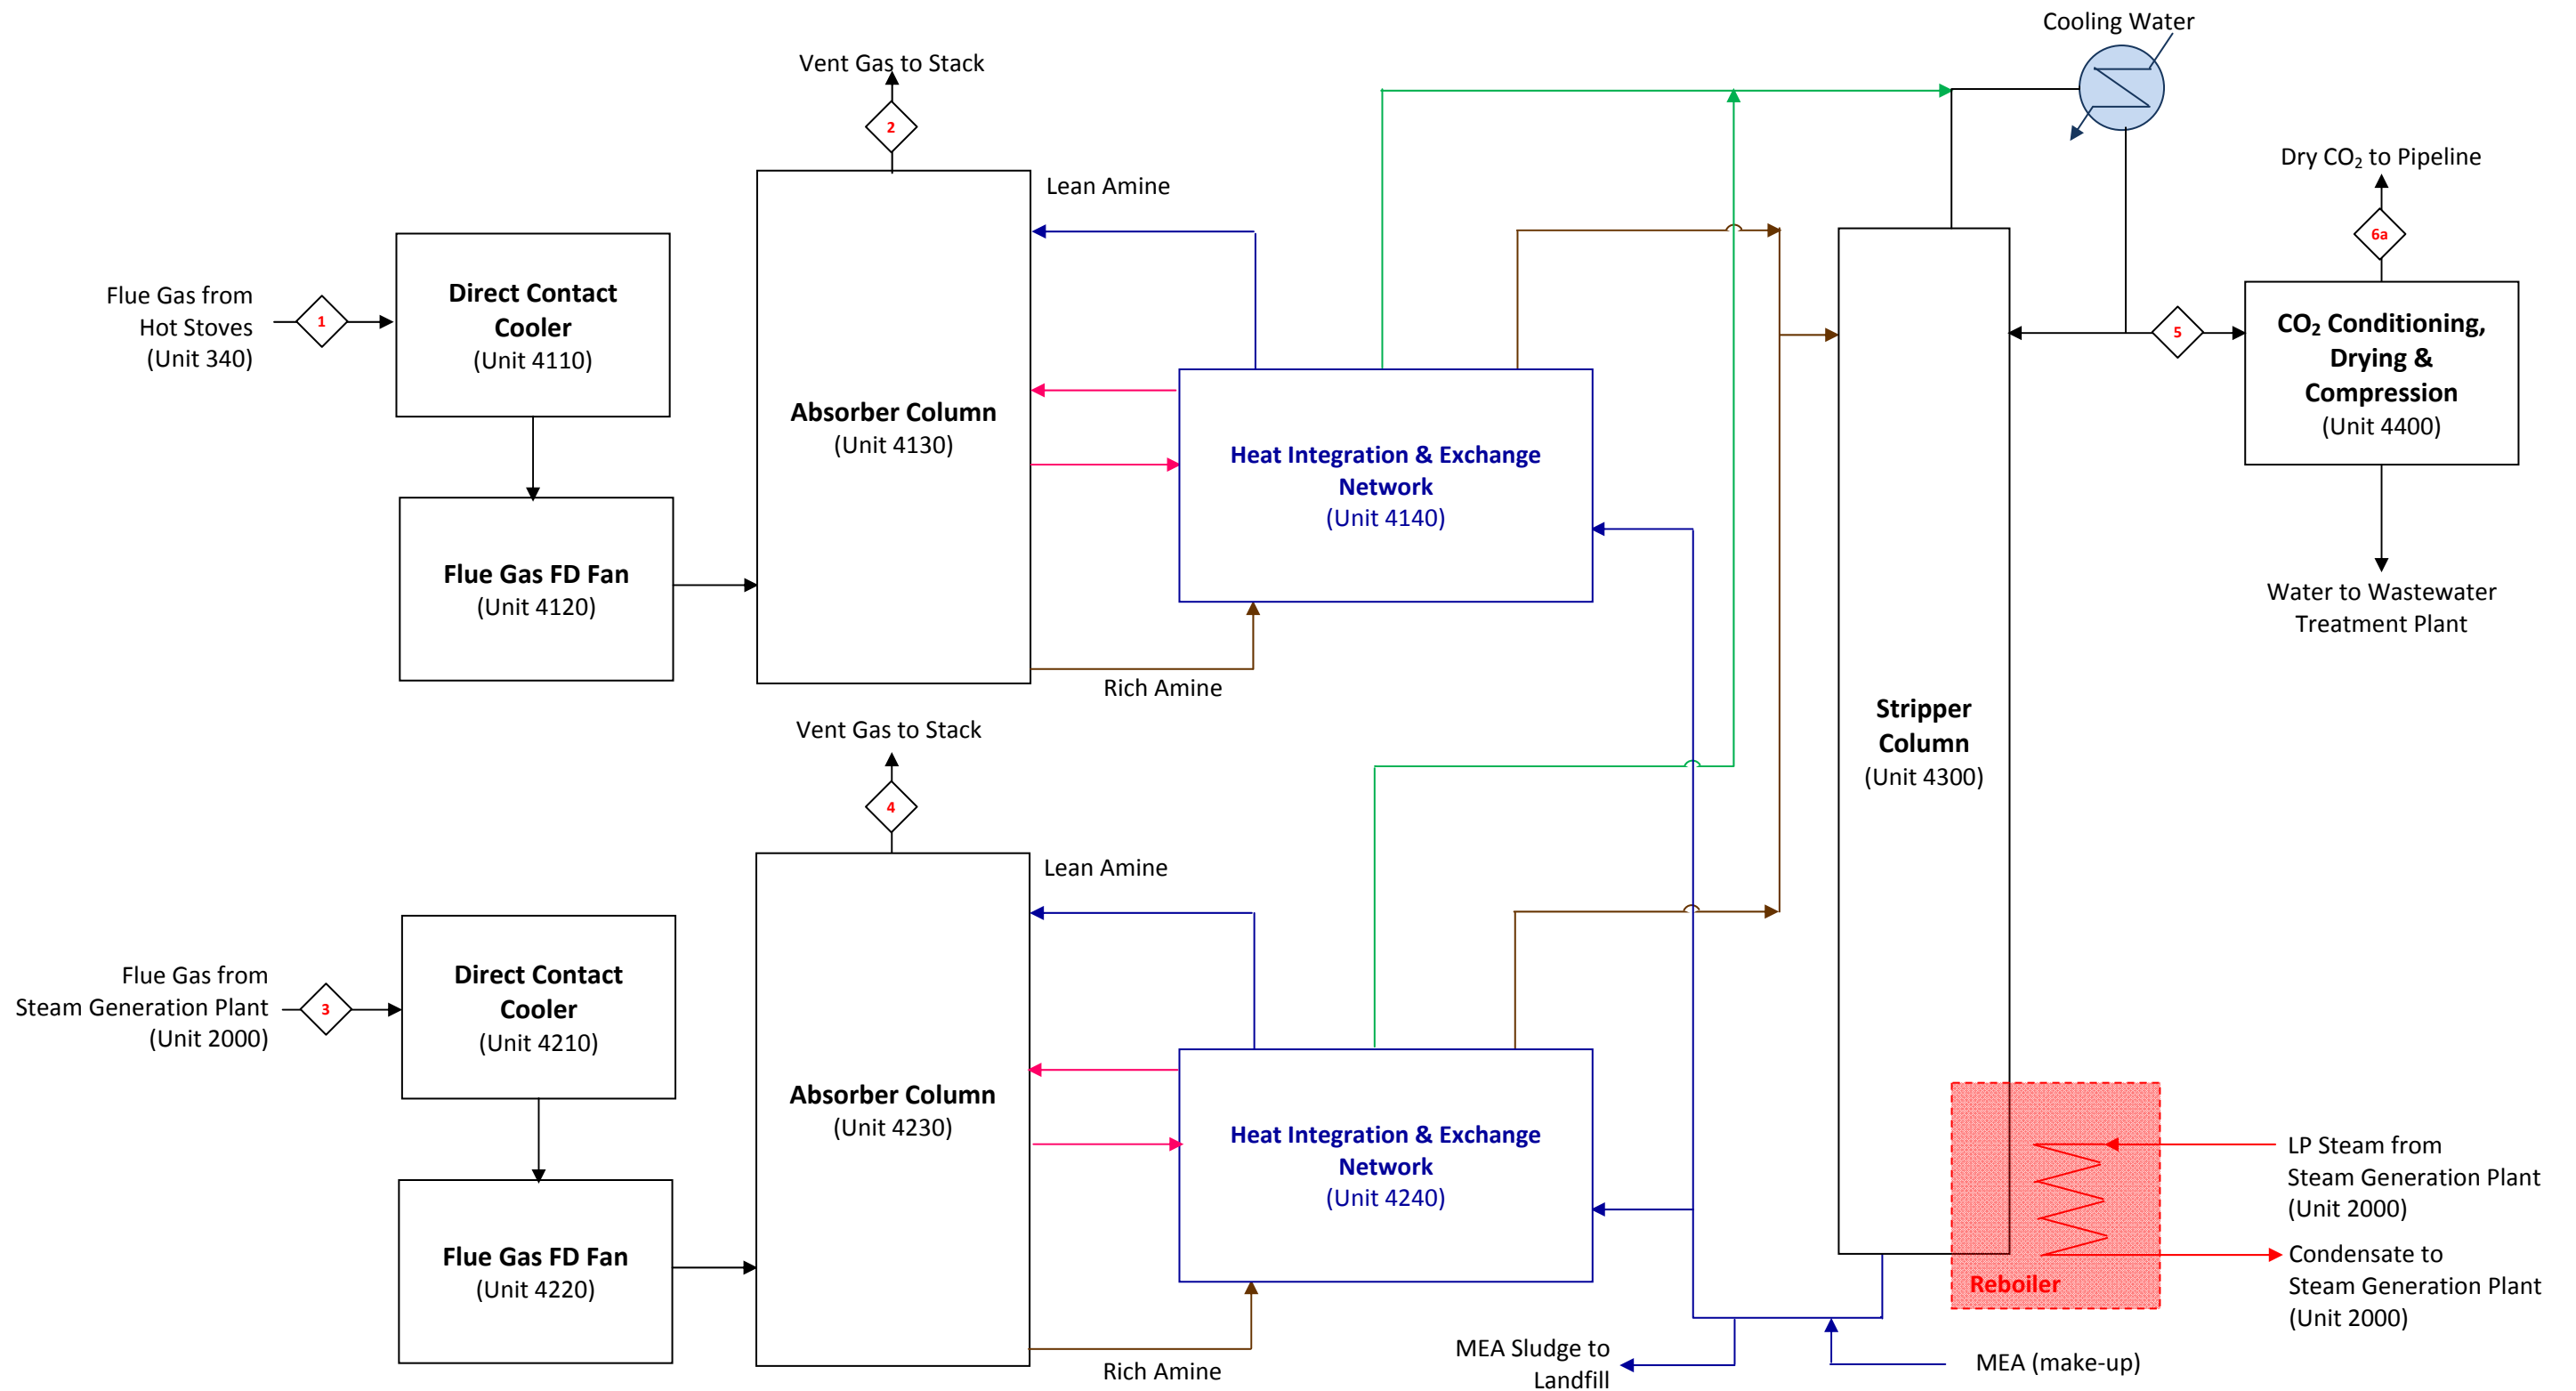 Cooling Water
Vent Gas to Stack
2
Dry CO₂ to Pipeline
6a
Lean Amine
Flue Gas from
Hot Stoves
(Unit 340)
1
Direct Contact
Cooler
(Unit 4110)
5
CO₂ Conditioning,
Drying &
Compression
(Unit 4400)
Absorber Column
(Unit 4130)
Heat Integration & Exchange
Network
(Unit 4140)
Flue Gas FD Fan
(Unit 4120)
Water to Wastewater
Treatment Plant
Rich Amine
Stripper
Column
(Unit 4300)
Vent Gas to Stack
4
Lean Amine
Flue Gas from
Steam Generation Plant
(Unit 2000)
3
Direct Contact
Cooler
(Unit 4210)
Absorber Column
(Unit 4230)
Heat Integration & Exchange
Network
(Unit 4240)
LP Steam from
Steam Generation Plant
(Unit 2000)
Flue Gas FD Fan
(Unit 4220)
Reboiler
Condensate to
Steam Generation Plant
(Unit 2000)
Rich Amine
MEA Sludge to
Landfill
MEA (make-up)